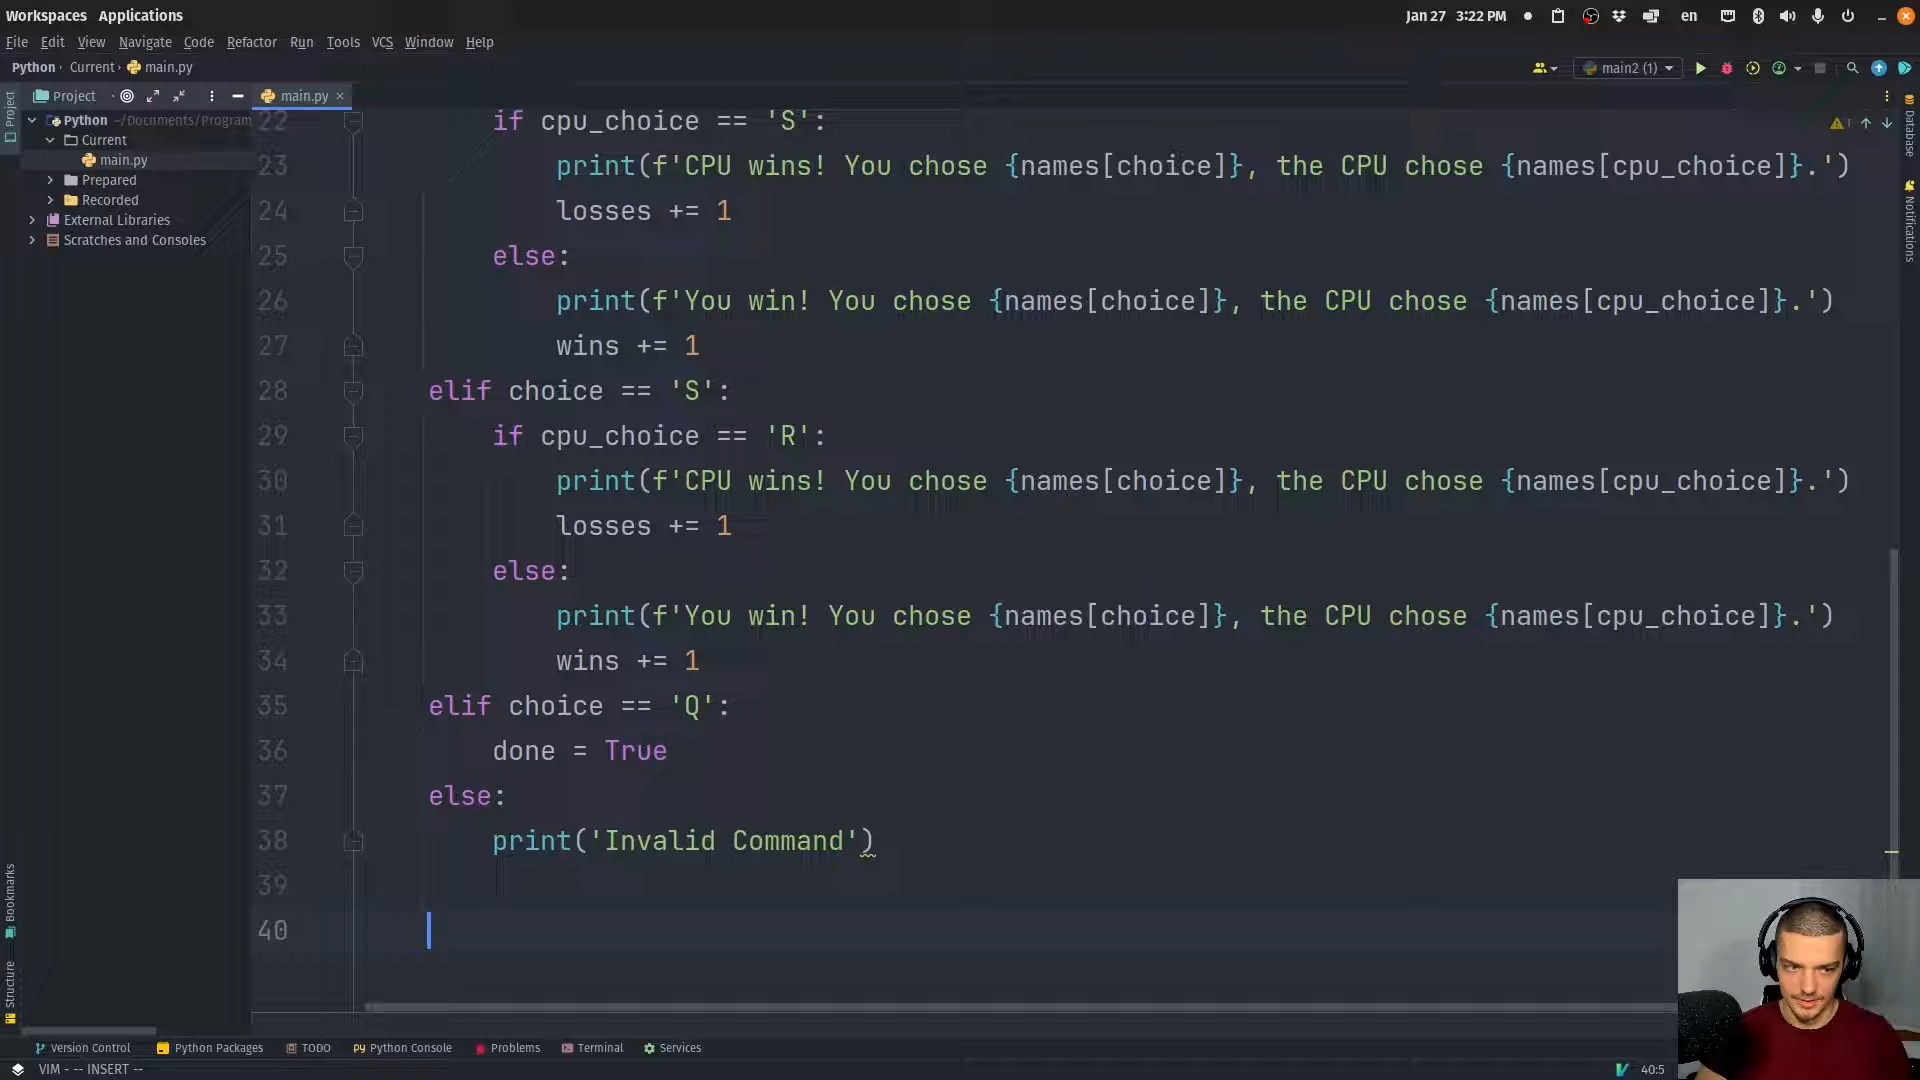 Workspaces Applications
Jan 27 3:22 PM
en
File Edit View Navigate Code Refactor Run Tools VCS Window Help
Python Current main.py
main2 (1)
Project
main.py
Project
Python ~/Documents/Program
Current
main.py
Prepared
Recorded
External Libraries
Scratches and Consoles
22 if cpu_choice == 'S':
23 print(f'CPU wins! You chose {names[choice]}, the CPU chose {names[cpu_choice]}.')
24 losses += 1
25 else:
26 print(f'You win! You chose {names[choice]}, the CPU chose {names[cpu_choice]}.')
27 wins += 1
28 elif choice == 'S':
29 if cpu_choice == 'R':
30 print(f'CPU wins! You chose {names[choice]}, the CPU chose {names[cpu_choice]}.')
31 losses += 1
32 else:
33 print(f'You win! You chose {names[choice]}, the CPU chose {names[cpu_choice]}.')
34 wins += 1
35 elif choice == 'Q':
36 done = True
37 else:
38 print('Invalid Command')
39
40
1
Database
Notifications
Bookmarks
Structure
Version Control Python Packages TODO Python Console Problems Terminal Services
VIM - -- INSERT --
40:5